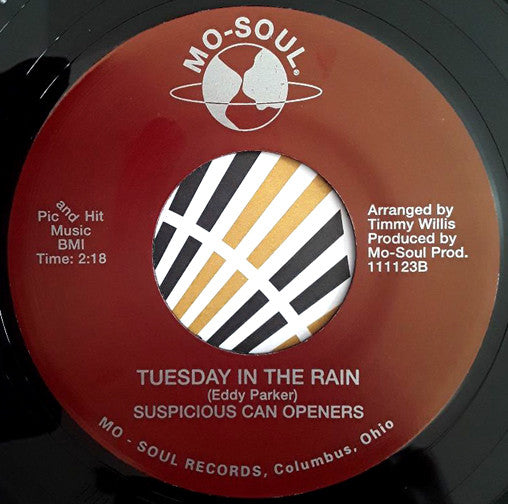 MO-SOUL®
Pic and Hit
Music
BMI
Time: 2:18
Arranged by
Timmy Willis
Produced by
Mo-Soul Prod.
111123B
TUESDAY IN THE RAIN
(Eddy Parker)
SUSPICIOUS CAN OPENERS
MO - SOUL RECORDS, Columbus, Ohio